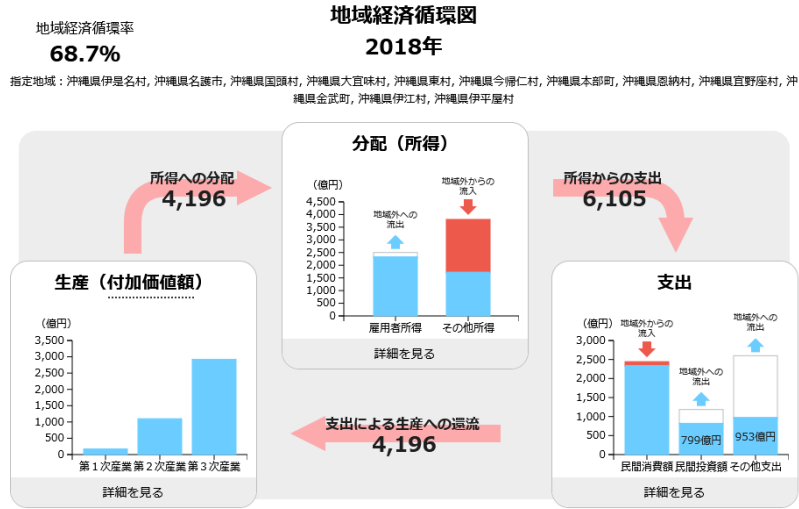 地域経済循環図
2018年
地域経済循環率
68.7%
指定地域：沖縄県伊是名村, 沖縄県名護市, 沖縄県国頭村, 沖縄県大宜味村, 沖縄県東村, 沖縄県今帰仁村, 沖縄県本部町, 沖縄県恩納村, 沖縄県宜野座村, 沖
縄県金武町, 沖縄県伊江村, 沖縄県伊平屋村
所得への分配
4,196
分配（所得）
（億円）
4,500
4,000
3,500
3,000
2,500
2,000
1,500
1,000
500
0
地域外への
流出
地域外からの
流入
雇用者所得
その他所得
詳細を見る
所得からの支出
6,105
生産（付加価値額）
（億円）
3,500
3,000
2,500
2,000
1,500
1,000
500
0
第１次産業
第２次産業
第３次産業
詳細を見る
支出による生産への還流
4,196
支出
（億円）
3,000
2,500
2,000
1,500
1,000
500
0
地域外からの
流入
地域外への
流出
地域外への
流出
799億円
953億円
民間消費額
民間投資額
その他支出
詳細を見る